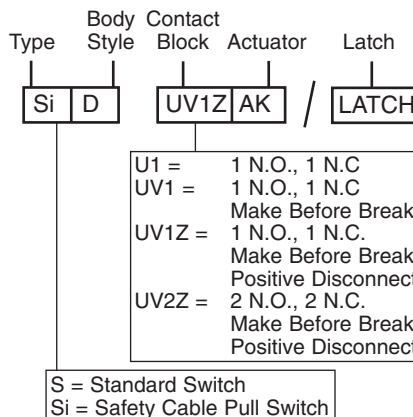 Body Contact
Type Style Block Actuator Latch
Si D UV1Z AK / LATCH
U1 = 1 N.O., 1 N.C
UV1 = 1 N.O., 1 N.C
Make Before Break
UV1Z = 1 N.O., 1 N.C.
Make Before Break
Positive Disconnect
UV2Z = 2 N.O., 2 N.C.
Make Before Break
Positive Disconnect
S = Standard Switch
Si = Safety Cable Pull Switch